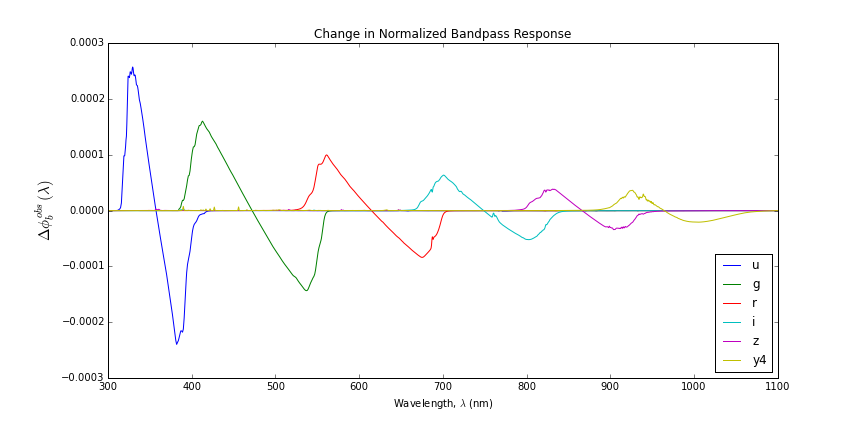 Change in Normalized Bandpass Response
0.0003
0.0002
0.0001
0.0000
−0.0001
−0.0002
−0.0003
Δϕ_b^{obs} (λ)
300 400 500 600 700 800 900 1000 1100
Wavelength, λ (nm)
u
g
r
i
z
y4